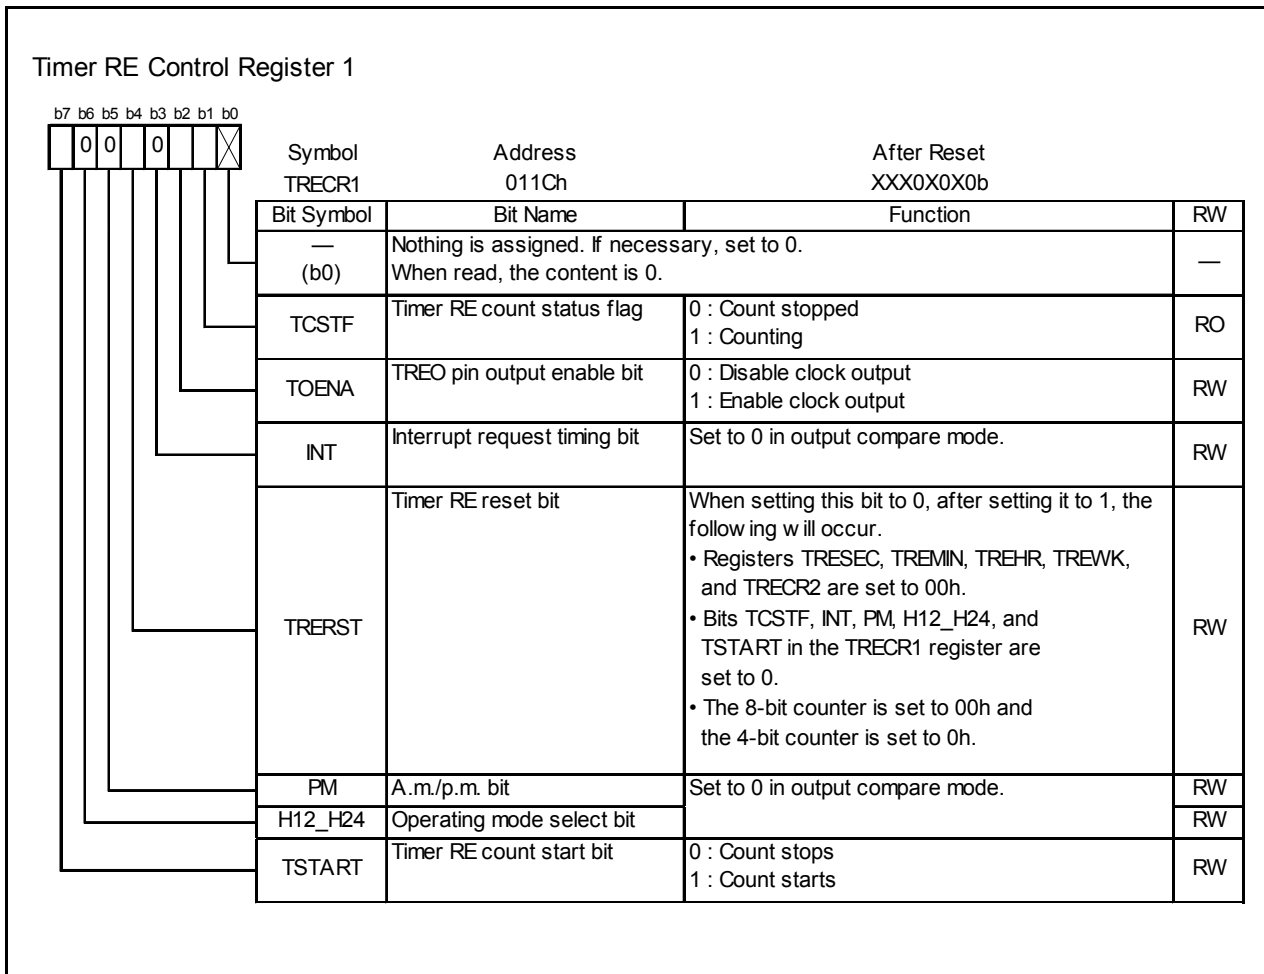 Timer RE Control Register 1
b7 b6 b5 b4 b3 b2 b1 b0
0 0 0
Symbol Address After Reset
TRECR1 011Ch XXX0X0X0b
Bit Symbol Bit Name Function RW
—
(b0)
Nothing is assigned. If necessary, set to 0.
When read, the content is 0.
—
TCSTF
Timer RE count status flag
0 : Count stopped
1 : Counting
RO
TOENA
TREO pin output enable bit
0 : Disable clock output
1 : Enable clock output
RW
INT
Interrupt request timing bit
Set to 0 in output compare mode.
RW
TRERST
Timer RE reset bit
When setting this bit to 0, after setting it to 1, the
following will occur.
• Registers TRESEC, TREMIN, TREHR, TREWK,
and TRECR2 are set to 00h.
• Bits TCSTF, INT, PM, H12_H24, and
TSTART in the TRECR1 register are
set to 0.
• The 8-bit counter is set to 00h and
the 4-bit counter is set to 0h.
RW
PM A.m./p.m. bit Set to 0 in output compare mode. RW
H12_H24 Operating mode select bit RW
TSTART
Timer RE count start bit
0 : Count stops
1 : Count starts
RW